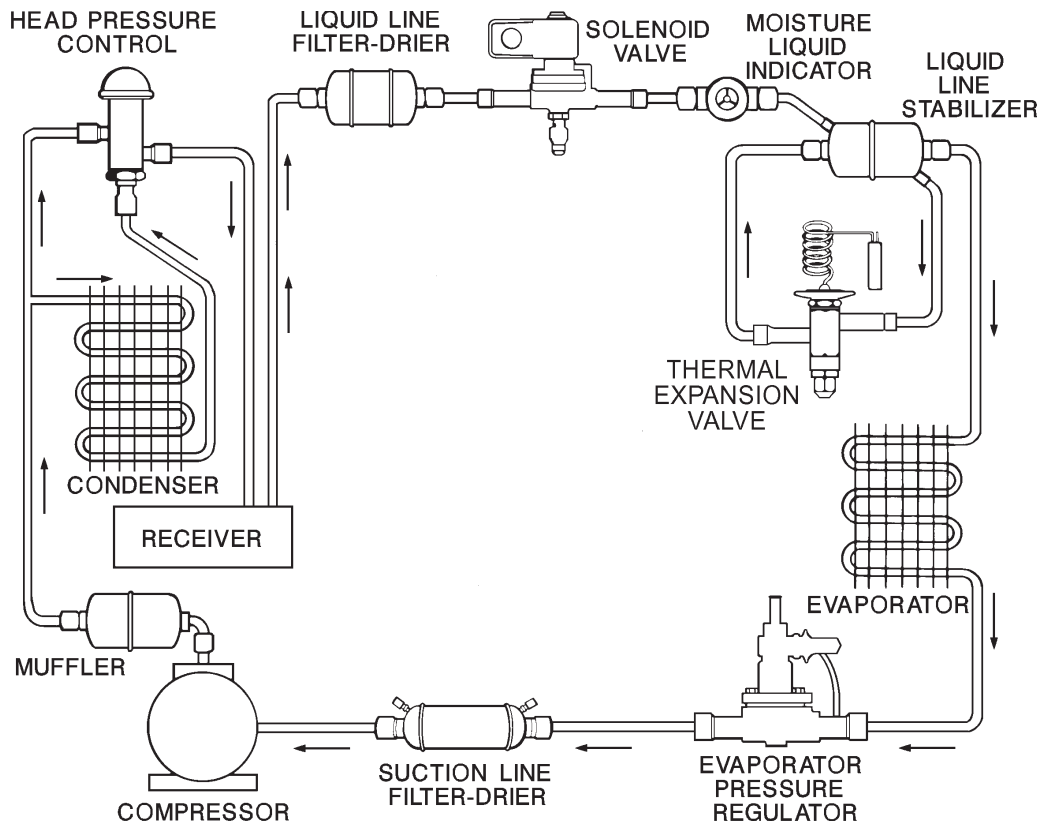 HEAD PRESSURE
CONTROL
LIQUID LINE
FILTER-DRIER
SOLENOID
VALVE
MOISTURE
LIQUID
INDICATOR
LIQUID
LINE
STABILIZER
THERMAL
EXPANSION
VALVE
CONDENSER
RECEIVER
EVAPORATOR
MUFFLER
COMPRESSOR
SUCTION LINE
FILTER-DRIER
EVAPORATOR
PRESSURE
REGULATOR